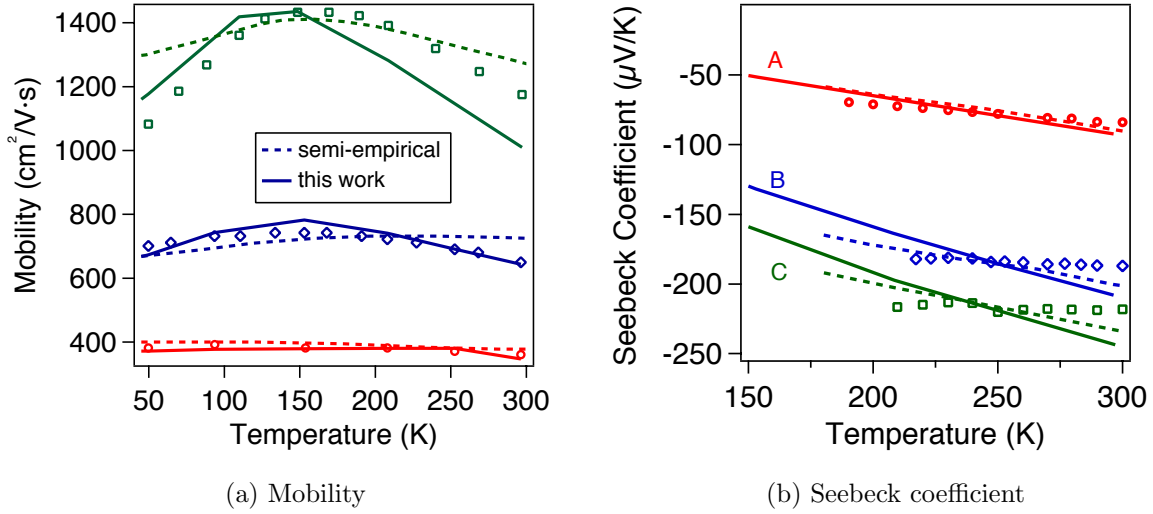 1400
1200
1000
800
600
400
Mobility (cm²/V·s)
semi-empirical
this work
50
100
150
200
250
300
Temperature (K)
(a) Mobility
-50
-100
-150
-200
-250
Seebeck Coefficient (μV/K)
A
B
C
150
200
250
300
Temperature (K)
(b) Seebeck coefficient